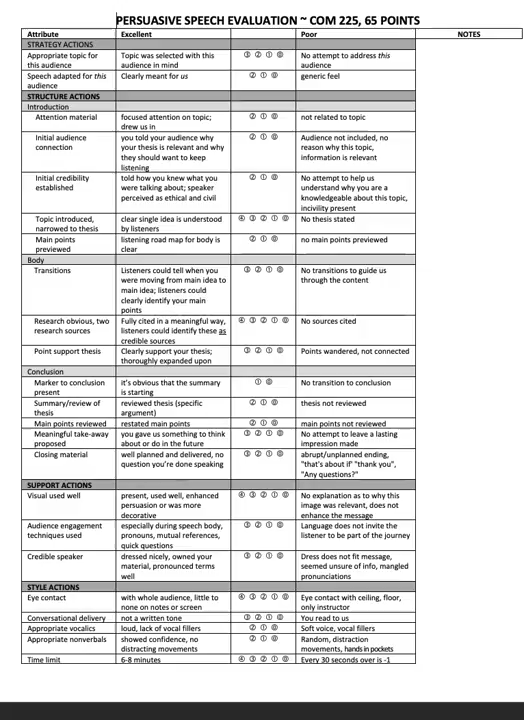 PERSUASIVE SPEECH EVALUATION ~ COM 225, 65 POINTS
Attribute Excellent Poor NOTES
STRATEGY ACTIONS
Appropriate topic for Topic was selected with this ③ ② ① ⓪ No attempt to address this
this audience audience in mind audience
Speech adapted for this Clearly meant for us ② ① ⓪ generic feel
audience
STRUCTURE ACTIONS
Introduction
Attention material focused attention on topic; ② ① ⓪ not related to topic
drew us in
Initial audience you told your audience why ② ① ⓪ Audience not included, no
connection your thesis is relevant and why reason why this topic,
they should want to keep information is relevant
listening
Initial credibility told how you knew what you ② ① ⓪ No attempt to help us
established were talking about; speaker understand why you are a
perceived as ethical and civil knowledgeable about this topic,
incivility present
Topic introduced, clear single idea is understood ④ ③ ② ① ⓪ No thesis stated
narrowed to thesis by listeners
Main points listening road map for body is ② ① ⓪ no main points previewed
previewed clear
Body
Transitions Listeners could tell when you ③ ② ① ⓪ No transitions to guide us
were moving from main idea to through the content
main idea; listeners could
clearly identify your main
points
Research obvious, two Fully cited in a meaningful way, ④ ③ ② ① ⓪ No sources cited
research sources listeners could identify these as
credible sources
Point support thesis Clearly support your thesis; ③ ② ① ⓪ Points wandered, not connected
thoroughly expanded upon
Conclusion
Marker to conclusion it's obvious that the summary ① ⓪ No transition to conclusion
present is starting
Summary/review of reviewed thesis (specific ② ① ⓪ thesis not reviewed
thesis argument)
Main points reviewed restated main points ② ① ⓪ main points not reviewed
Meaningful take-away you gave us something to think ③ ② ① ⓪ No attempt to leave a lasting
proposed about or do in the future impression made
Closing material well planned and delivered, no ③ ② ① ⓪ abrupt/unplanned ending,
question you're done speaking "that's about if" "thank you",
"Any questions?"
SUPPORT ACTIONS
Visual used well present, used well, enhanced ④ ③ ② ① ⓪ No explanation as to why this
persuasion or was more image was relevant, does not
decorative enhance the message
Audience engagement especially during speech body, ③ ② ① ⓪ Language does not invite the
techniques used pronouns, mutual references, listener to be part of the journey
quick questions
Credible speaker dressed nicely, owned your ③ ② ① ⓪ Dress does not fit message,
material, pronounced terms seemed unsure of info, mangled
well pronunciations
STYLE ACTIONS
Eye contact with whole audience, little to ④ ③ ② ① ⓪ Eye contact with ceiling, floor,
none on notes or screen only instructor
Conversational delivery not a written tone ③ ② ① ⓪ You read to us
Appropriate vocalics loud, lack of vocal fillers ② ① ⓪ Soft voice, vocal fillers
Appropriate nonverbals showed confidence, no ② ① ⓪ Random, distraction
distracting movements movements, hands in pockets
Time limit 6-8 minutes ④ ③ ② ① ⓪ Every 30 seconds over is -1